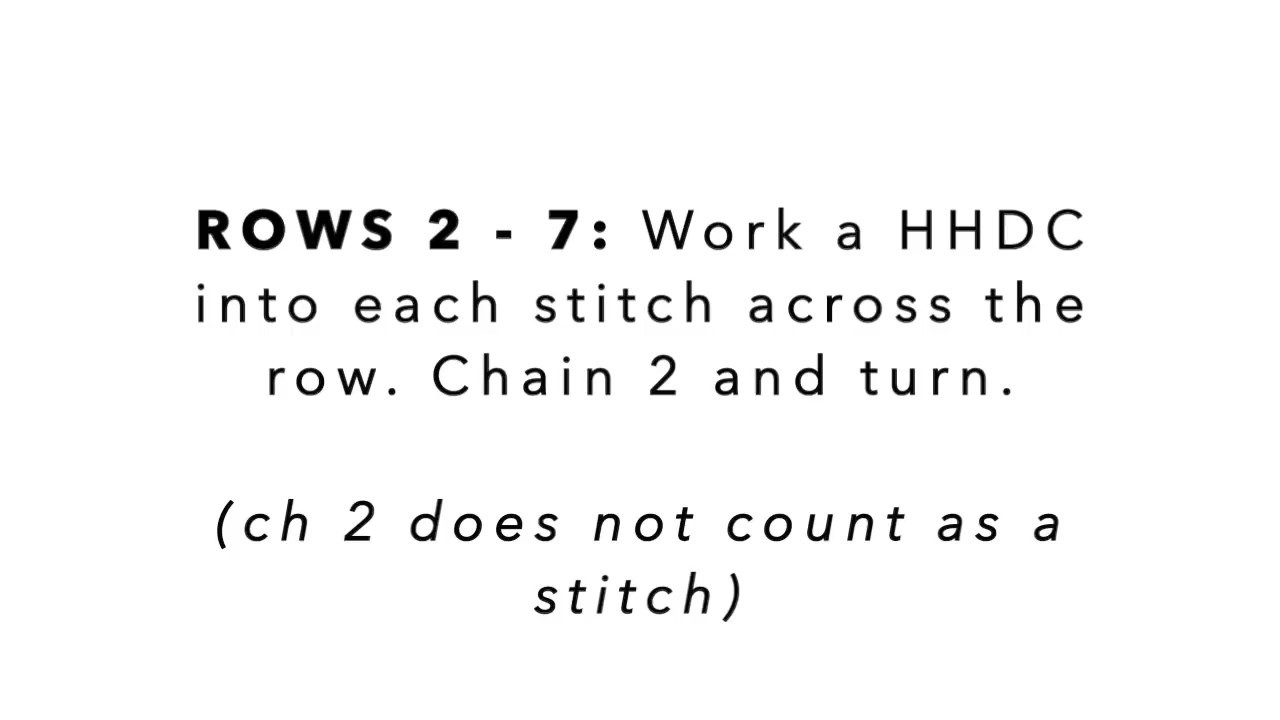 ROWS 2 - 7: Work a HHDC
into each stitch across the
row. Chain 2 and turn.
(ch 2 does not count as a
stitch)